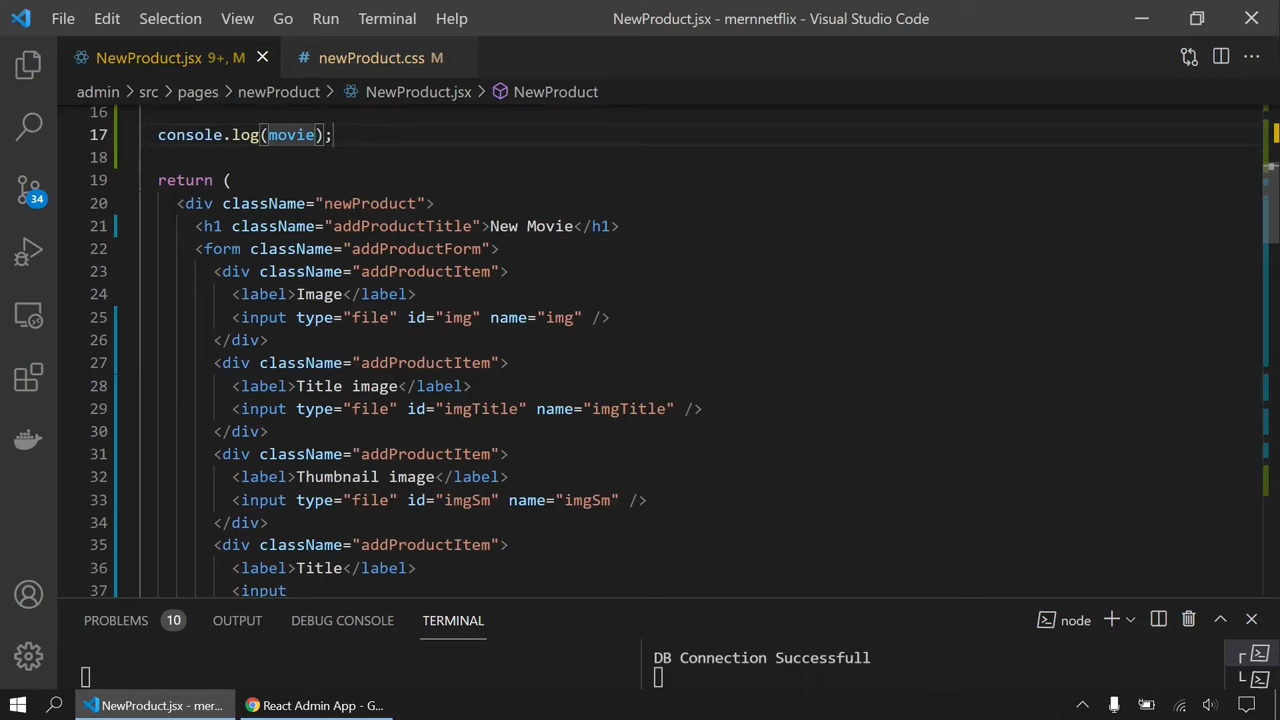 File Edit Selection View Go Run Terminal Help NewProduct.jsx - mernnetflix - Visual Studio Code
NewProduct.jsx 9+, M # newProduct.css M
admin > src > pages > newProduct > NewProduct.jsx > NewProduct
16
17 console.log(movie);
18
19 return (
20 <div className="newProduct">
21 <h1 className="addProductTitle">New Movie</h1>
22 <form className="addProductForm">
23 <div className="addProductItem">
24 <label>Image</label>
25 <input type="file" id="img" name="img" />
26 </div>
27 <div className="addProductItem">
28 <label>Title image</label>
29 <input type="file" id="imgTitle" name="imgTitle" />
30 </div>
31 <div className="addProductItem">
32 <label>Thumbnail image</label>
33 <input type="file" id="imgSm" name="imgSm" />
34 </div>
35 <div className="addProductItem">
36 <label>Title</label>
37 <input
34
PROBLEMS 10 OUTPUT DEBUG CONSOLE TERMINAL node
DB Connection Successfull
NewProduct.jsx - mer... React Admin App - G...